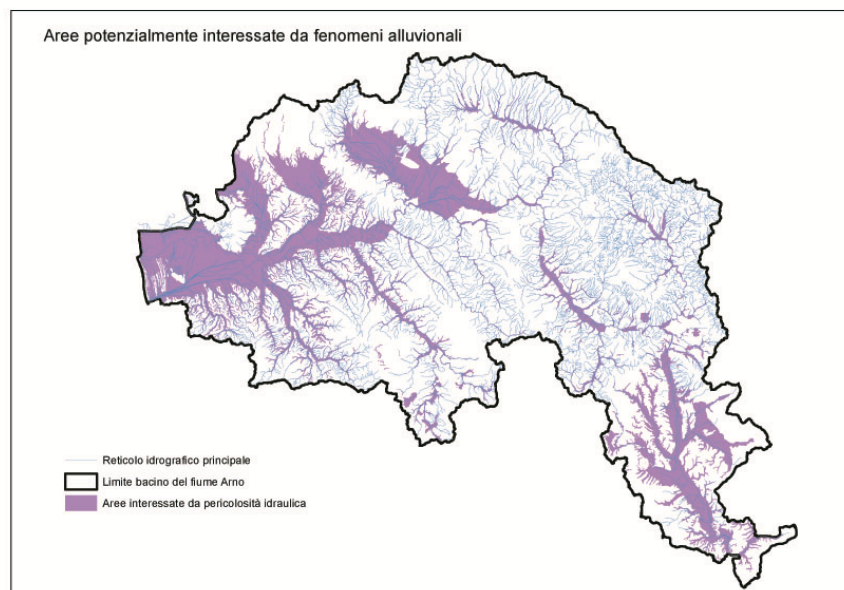 Aree potenzialmente interessate da fenomeni alluvionali
Reticolo idrografico principale
Limite bacino del fiume Arno
Aree interessate da pericolosità idraulica